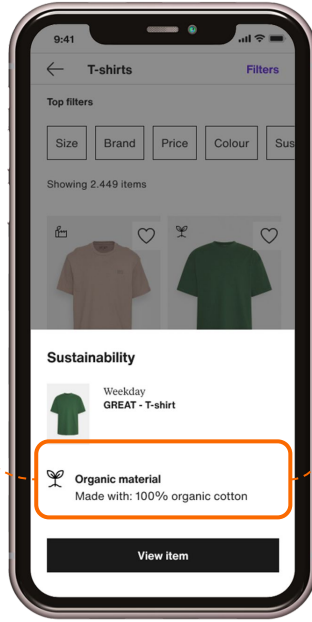 9:41
T-shirts
Filters
Top filters
Size
Brand
Price
Colour
Sus
Showing 2.449 items
Sustainability
Weekday
GREAT - T-shirt
Organic material
Made with: 100% organic cotton
View item